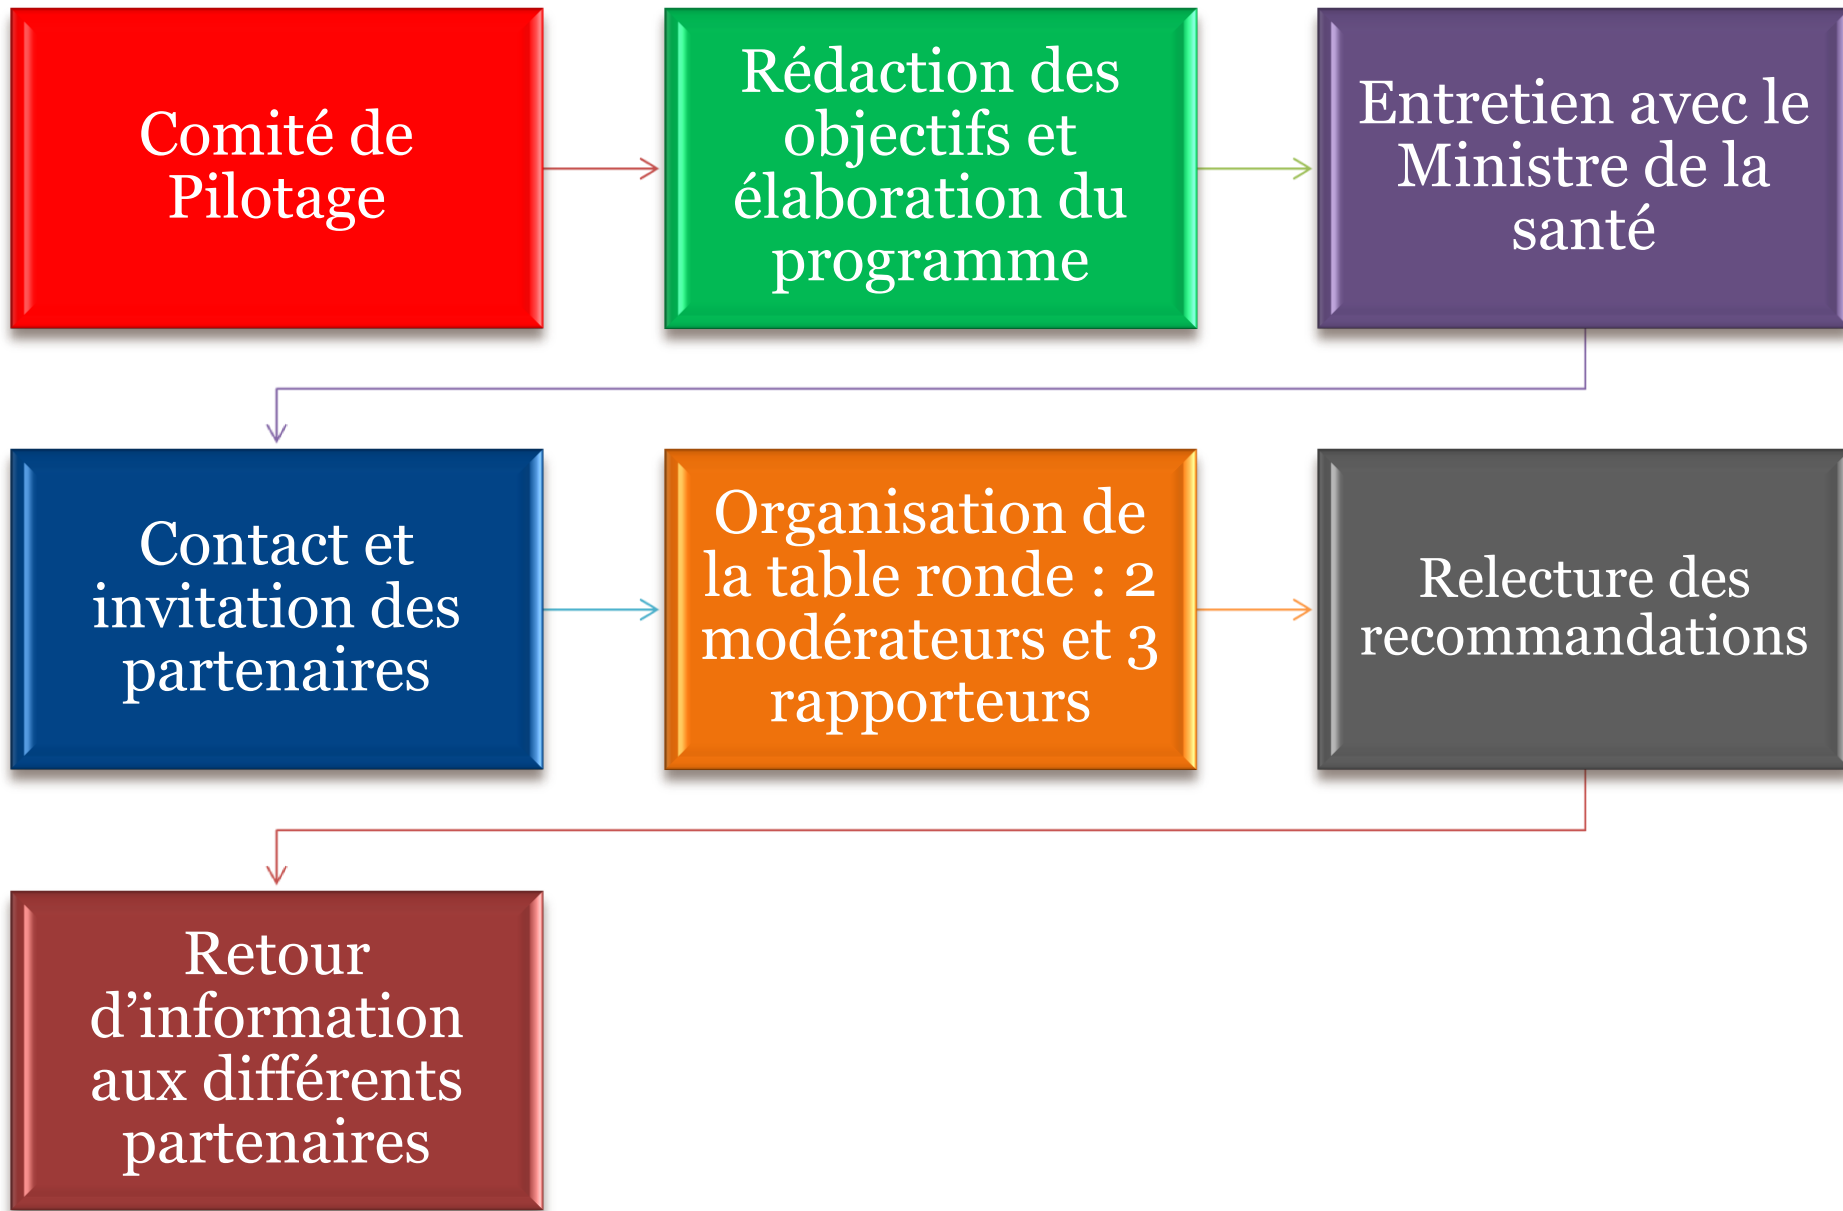 Comité de
Pilotage
Rédaction des
objectifs et
élaboration du
programme
Entretien avec le
Ministre de la
santé
Contact et
invitation des
partenaires
Organisation de
la table ronde : 2
modérateurs et 3
rapporteurs
Relecture des
recommandations
Retour
d’information
aux différents
partenaires